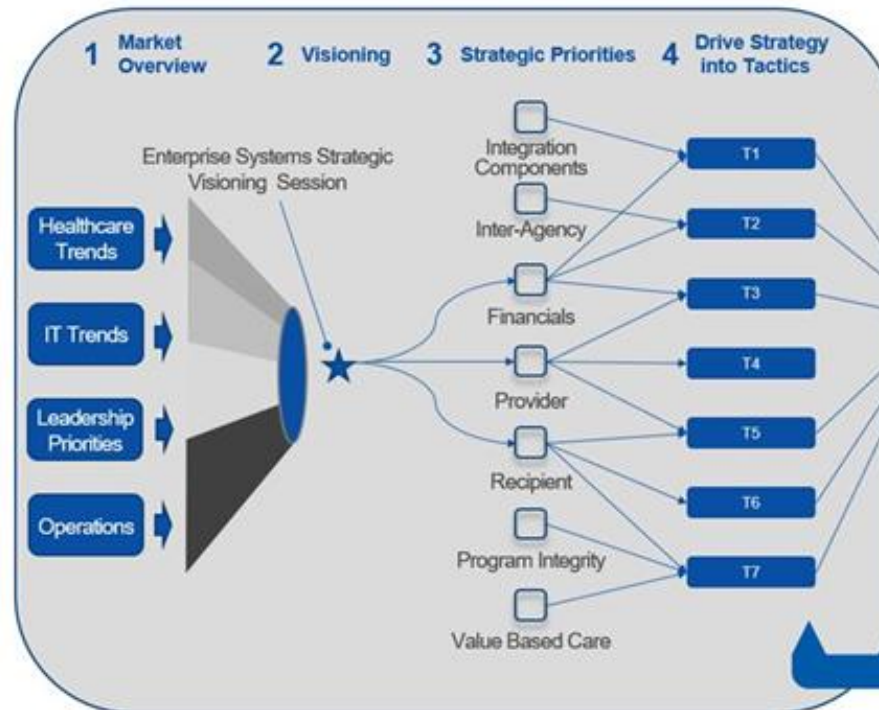 1 Market
Overview
2 Visioning
3 Strategic Priorities
4 Drive Strategy
into Tactics
Enterprise Systems Strategic
Visioning Session
Healthcare
Trends
IT Trends
Leadership
Priorities
Operations
Integration
Components
Inter-Agency
Financials
Provider
Recipient
Program Integrity
Value Based Care
T1
T2
T3
T4
T5
T6
T7